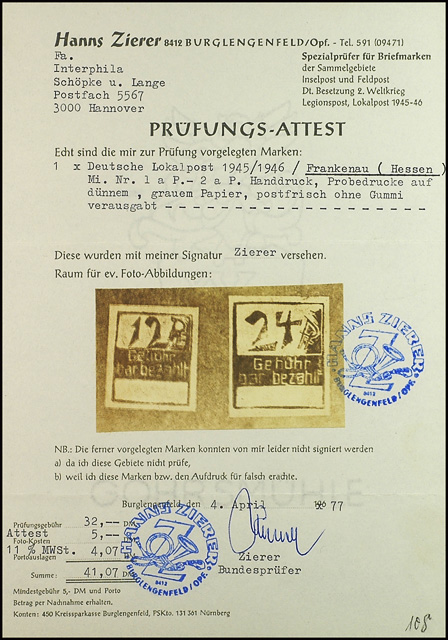 Hanns Zierer 8412 BURGLENGENFELD/Opf. - Tel. 591 (09471)
Fa.
Interphila
Schöpke u. Lange
Postfach 5567
3000 Hannover
Spezialprüfer für Briefmarken
der Sammelgebiete
Inselpost und Feldpost
Dt. Besetzung 2. Weltkrieg
Legionspost, Lokalpost 1945-46
PRÜFUNGS-ATTEST
Echt sind die mir zur Prüfung vorgelegten Marken:
1 x Deutsche Lokalpost 1945/1946 / Frankenau ( Hessen )
Mi. Nr. 1 a P.- 2 a P. Handdruck, Probedrucke auf
dünnem , grauem Papier, postfrisch ohne Gummi
verausgabt - - - - - - - - - - - - - - - - - - -
Diese wurden mit meiner Signatur Zierer versehen.
Raum für ev. Foto-Abbildungen:
12 P
Gebühr
bar bezahlt
24
Gebühr
bar bezahlt
HANNS ZIERER
8412
BURGLENGENFELD/OPF.
NB.: Die ferner vorgelegten Marken konnten von mir leider nicht signiert werden
a) da ich diese Gebiete nicht prüfe,
b) weil ich diese Marken bzw. den Aufdruck für falsch erachte.
GOHRSMÜHLE
Burglengenfeld, den 4. April 77
Prüfungsgebühr 32,-- DM
Attest 5,--
Foto-Kosten
11 % MWSt. 4,07
Portoauslagen
Summe: 41,07 DM
HANNS ZIERER
8412
BURGLENGENFELD/OPF.
Zierer
Bundesprüfer
Mindestgebühr 5,- DM und Porto
Betrag per Nachnahme erhalten.
Konten: 450 Kreissparkasse Burglengenfeld, PSKto. 131 361 Nürnberg